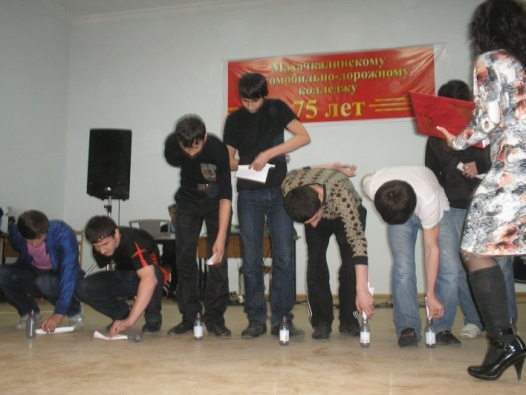 Махачкалинскому
томобильно-дорожному
колледжу
75 лет